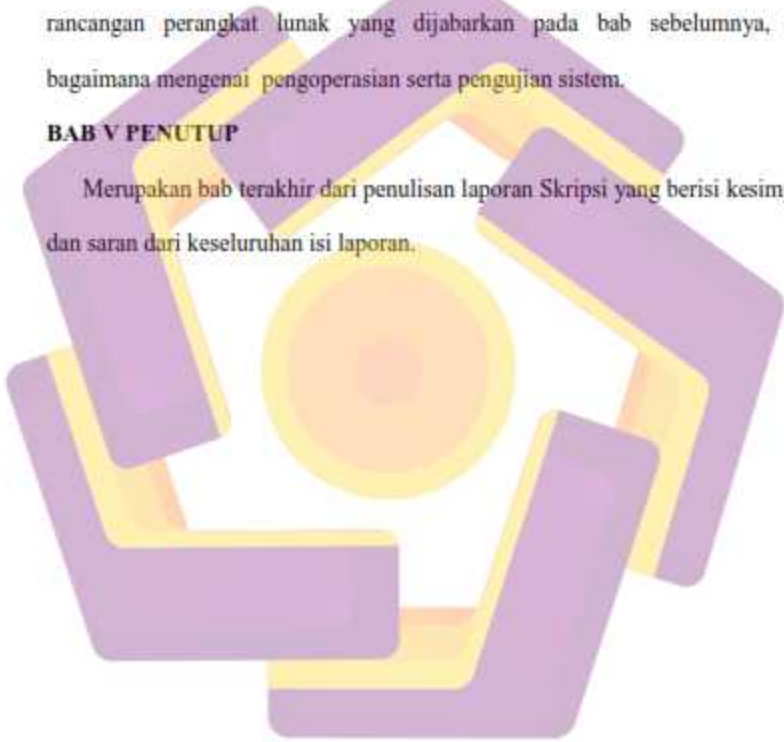 rancangan perangkat lunak yang dijabarkan pada bab sebelumnya,
bagaimana mengenai pengoperasian serta pengujian sistem.
BAB V PENUTUP
Merupakan bab terakhir dari penulisan laporan Skripsi yang berisi kesim
dan saran dari keseluruhan isi laporan.